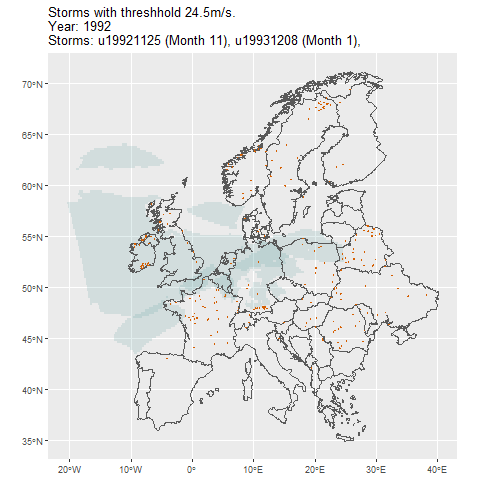 Storms with threshhold 24.5m/s.
Year: 1992
Storms: u19921125 (Month 11), u19931208 (Month 1),
70°N
65°N
60°N
55°N
50°N
45°N
40°N
35°N
20°W 10°W 0° 10°E 20°E 30°E 40°E